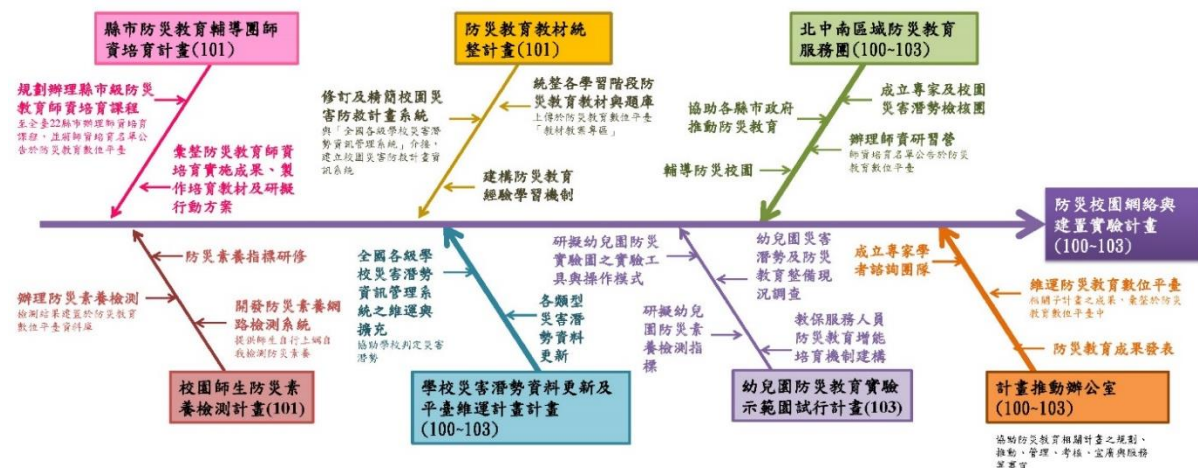 縣市防災教育輔導團師
資培育計畫(101)
規劃辦理縣市級防災
教育師資培育課程
至全臺22縣市辦理師資培育
課程，並將師資培育名單公
告於防災教育數位平臺
彙整防災教育師資
培育實施成果、製
作培育教材及研擬
行動方案
防災教育教材統
整計畫(101)
修訂及精簡校園災
害防救計畫系統
與「全國各級學校災害潛
勢資訊管理系統」介接，
建立校園災害防救計畫資
訊系統
統整各學習階段防
災教育教材與題庫
上傳於防災教育數位平臺
「教材教案專區」
建構防災教育
經驗學習機制
北中南區域防災教育
服務團(100~103)
協助各縣市政府
推動防災教育
成立專家及校園
災害潛勢檢核團
辦理師資研習營
師資培育名單公告於防災
教育數位平臺
輔導防災校園
防災校園網絡與
建置實驗計畫
(100~103)
防災素養指標研修
辦理防災素養檢測
檢測結果建置於防災教育
數位平臺資料庫
開發防災素養網
路檢測系統
提供師生自行上網自
我檢測防災素養
校園師生防災素
養檢測計畫(101)
全國各級學
校災害潛勢
資訊管理系
統之維運與
擴充
協助學校判定災害
潛勢
各類型
災害潛
勢資料
更新
學校災害潛勢資料更新及
平臺維運計畫計畫
(100~103)
研擬幼兒園防災
實驗園之實驗工
具與操作模式
幼兒園災害
潛勢及防災
教育整備現
況調查
研擬幼兒
園防災素
養檢測指
標
教保服務人員
防災教育增能
培育機制建構
幼兒園防災教育實驗
示範園試行計畫(103)
成立專家學
者諮詢團隊
維運防災教育數位平臺
相關子計畫之成果，彙整於防災
教育數位平臺中
防災教育成果發表
計畫推動辦公室
(100~103)
協助防災教育相關計畫之規劃、
推動、管理、考核、宣廣與服務
等事宜